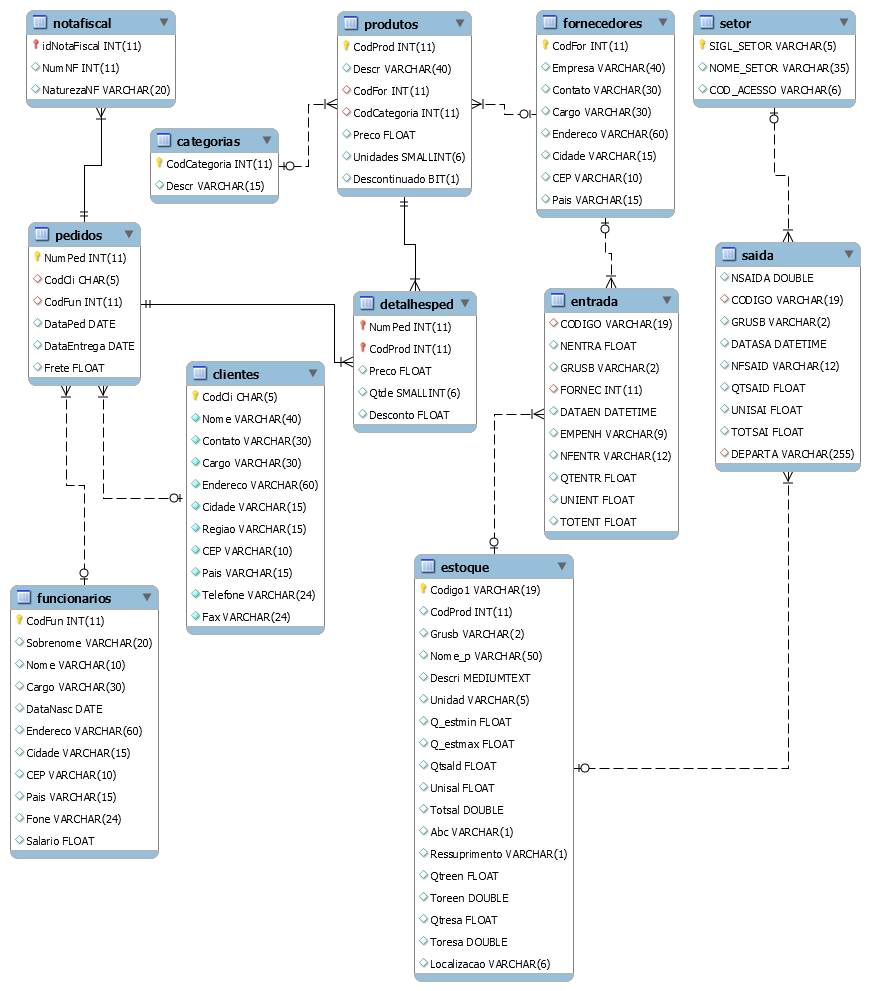 notafiscal
idNotaFiscal INT(11)
NumNF INT(11)
NaturezaNF VARCHAR(20)
produtos
CodProd INT(11)
Descr VARCHAR(40)
CodFor INT(11)
CodCategoria INT(11)
Preco FLOAT
Unidades SMALLINT(6)
Descontinuado BIT(1)
fornecedores
CodFor INT(11)
Empresa VARCHAR(40)
Contato VARCHAR(30)
Cargo VARCHAR(30)
Endereco VARCHAR(60)
Cidade VARCHAR(15)
CEP VARCHAR(10)
Pais VARCHAR(15)
setor
SIGL_SETOR VARCHAR(5)
NOME_SETOR VARCHAR(35)
COD_ACESSO VARCHAR(6)
categorias
CodCategoria INT(11)
Descr VARCHAR(15)
pedidos
NumPed INT(11)
CodCli CHAR(5)
CodFun INT(11)
DataPed DATE
DataEntrega DATE
Frete FLOAT
detalhesped
NumPed INT(11)
CodProd INT(11)
Preco FLOAT
Qtde SMALLINT(6)
Desconto FLOAT
entrada
CODIGO VARCHAR(19)
NENTRA FLOAT
GRUSB VARCHAR(2)
FORNEC INT(11)
DATAEN DATETIME
EMPENH VARCHAR(9)
NFENTR VARCHAR(12)
QTENTR FLOAT
UNIENT FLOAT
TOTENT FLOAT
saida
NSAIDA DOUBLE
CODIGO VARCHAR(19)
GRUSB VARCHAR(2)
DATASA DATETIME
NFSAID VARCHAR(12)
QTSAID FLOAT
UNISAI FLOAT
TOTSAI FLOAT
DEPARTA VARCHAR(255)
clientes
CodCli CHAR(5)
Nome VARCHAR(40)
Contato VARCHAR(30)
Cargo VARCHAR(30)
Endereco VARCHAR(60)
Cidade VARCHAR(15)
Regiao VARCHAR(15)
CEP VARCHAR(10)
Pais VARCHAR(15)
Telefone VARCHAR(24)
Fax VARCHAR(24)
funcionarios
CodFun INT(11)
Sobrenome VARCHAR(20)
Nome VARCHAR(10)
Cargo VARCHAR(30)
DataNasc DATE
Endereco VARCHAR(60)
Cidade VARCHAR(15)
CEP VARCHAR(10)
Pais VARCHAR(15)
Fone VARCHAR(24)
Salario FLOAT
estoque
Codigo1 VARCHAR(19)
CodProd INT(11)
Grusb VARCHAR(2)
Nome_p VARCHAR(50)
Descri MEDIUMTEXT
Unidad VARCHAR(5)
Q_estmin FLOAT
Q_estmax FLOAT
Qtsald FLOAT
Unisal FLOAT
Totsal DOUBLE
Abc VARCHAR(1)
Ressuprimento VARCHAR(1)
Qtreen FLOAT
Toreen DOUBLE
Qtresa FLOAT
Toresa DOUBLE
Localizacao VARCHAR(6)